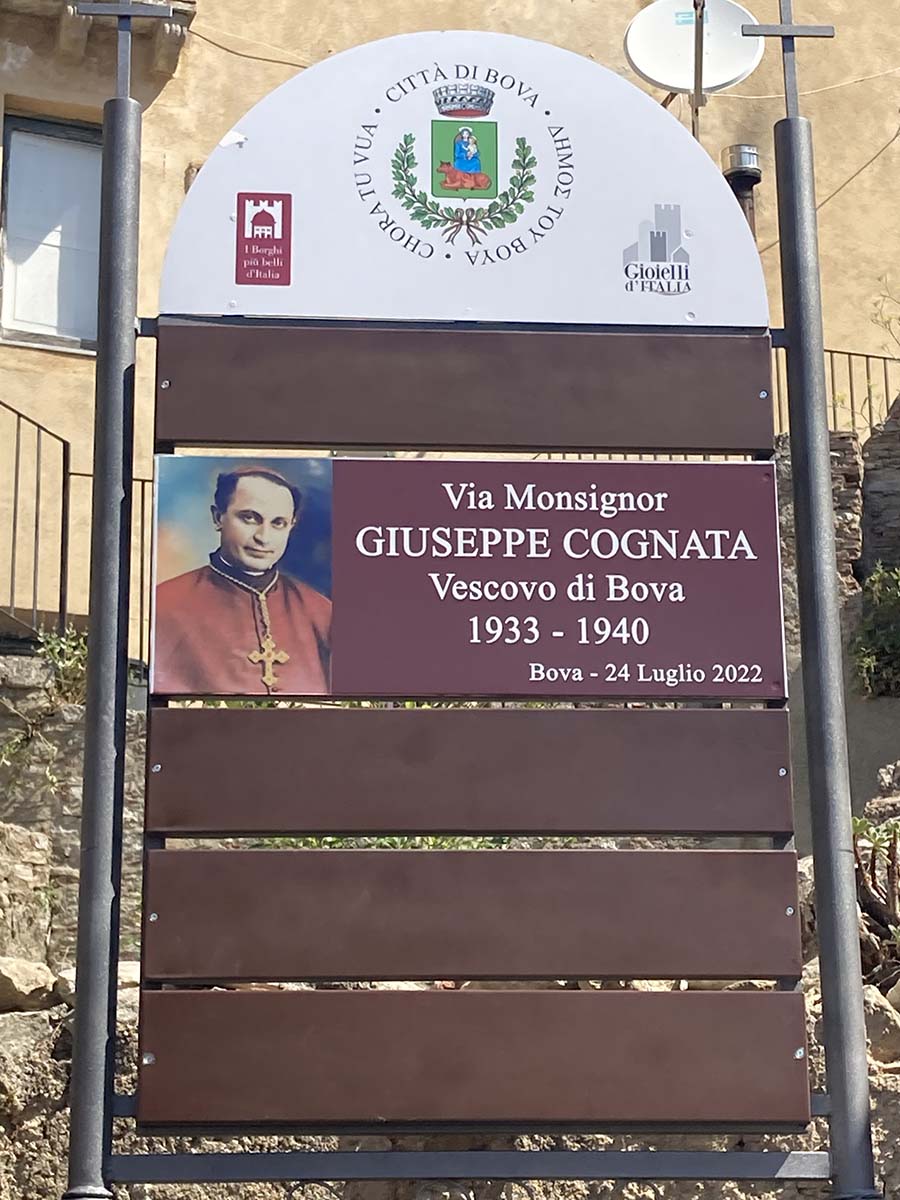 CHORA TU VUA • CITTÀ DI BOVA • ΔΗΜΟΣ ΤΟΥ ΒΟΥΑ •
I Borghi
più belli
d'Italia
Gioielli
d'ITALIA
Via Monsignor
GIUSEPPE COGNATA
Vescovo di Bova
1933 - 1940
Bova - 24 Luglio 2022